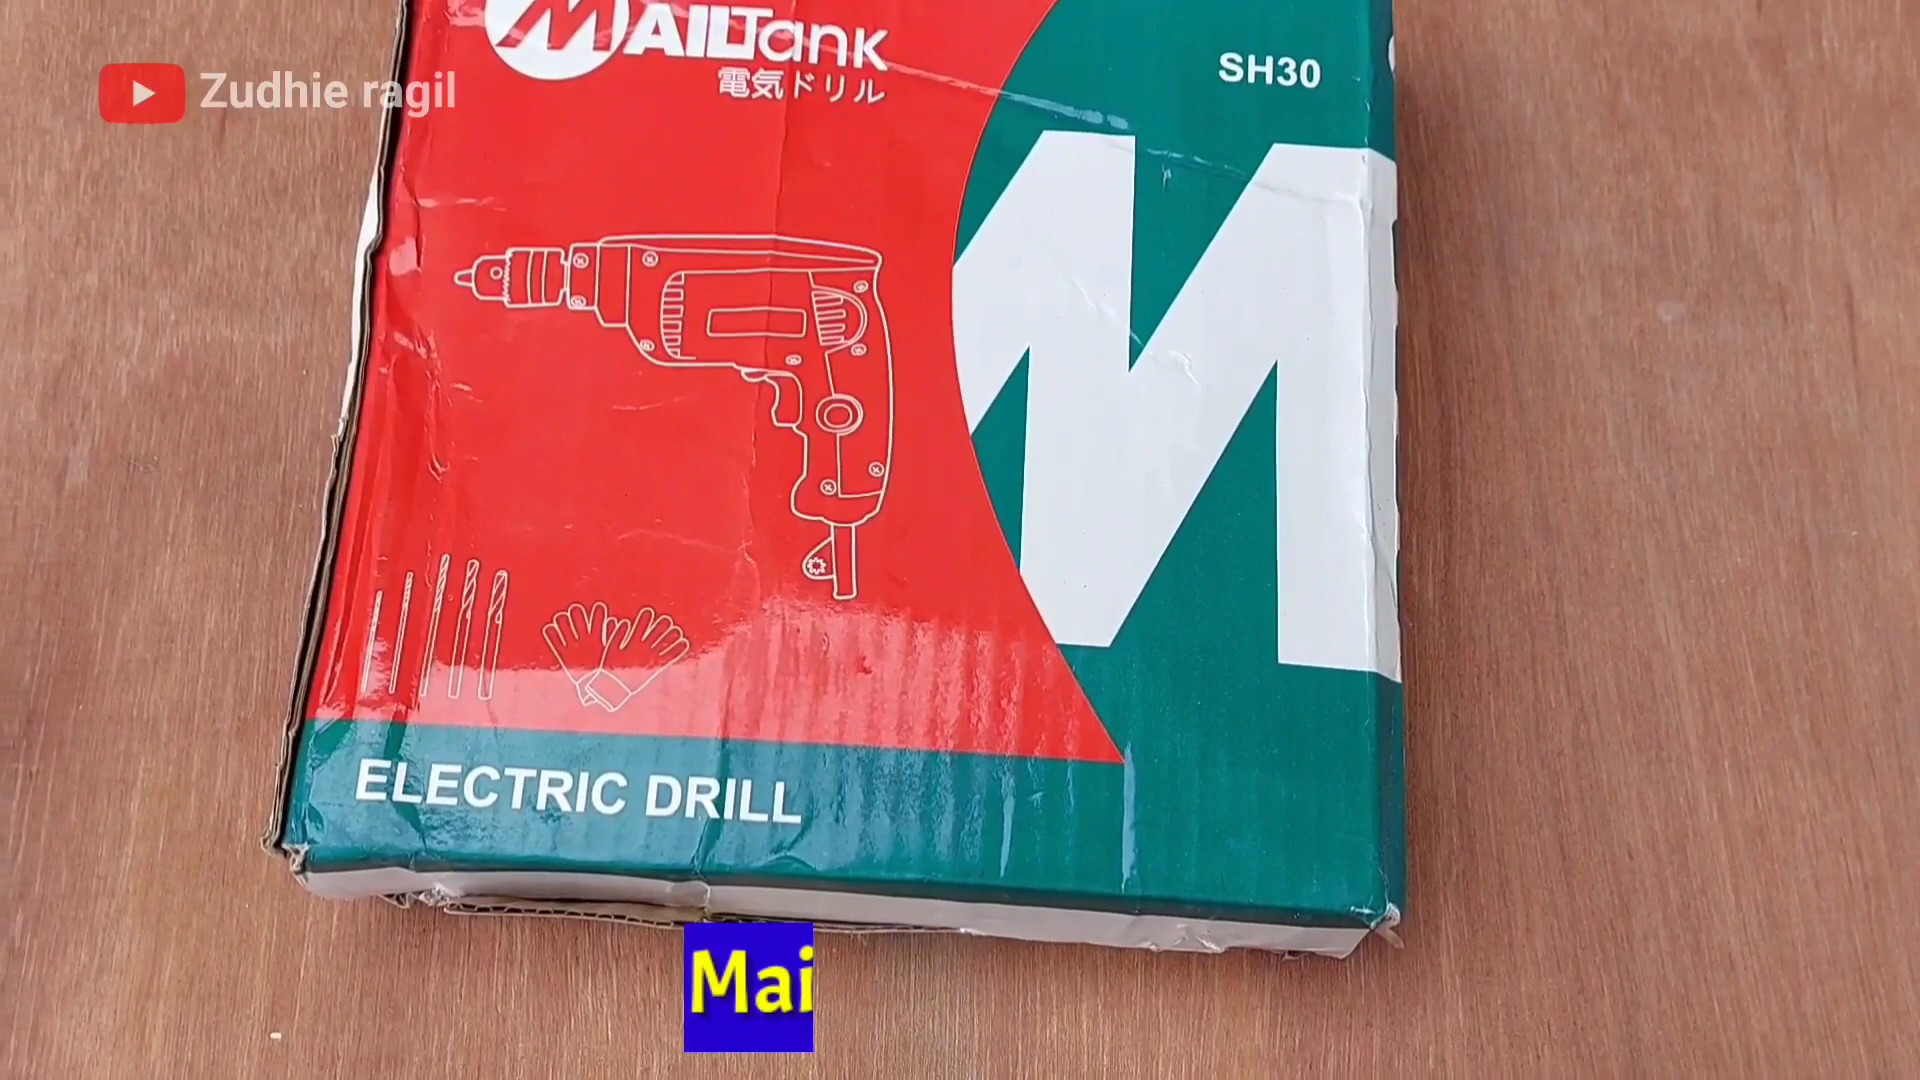 MAILTank
電気ドリル
SH30
Zudhie ragil
M
ELECTRIC DRILL
Mai